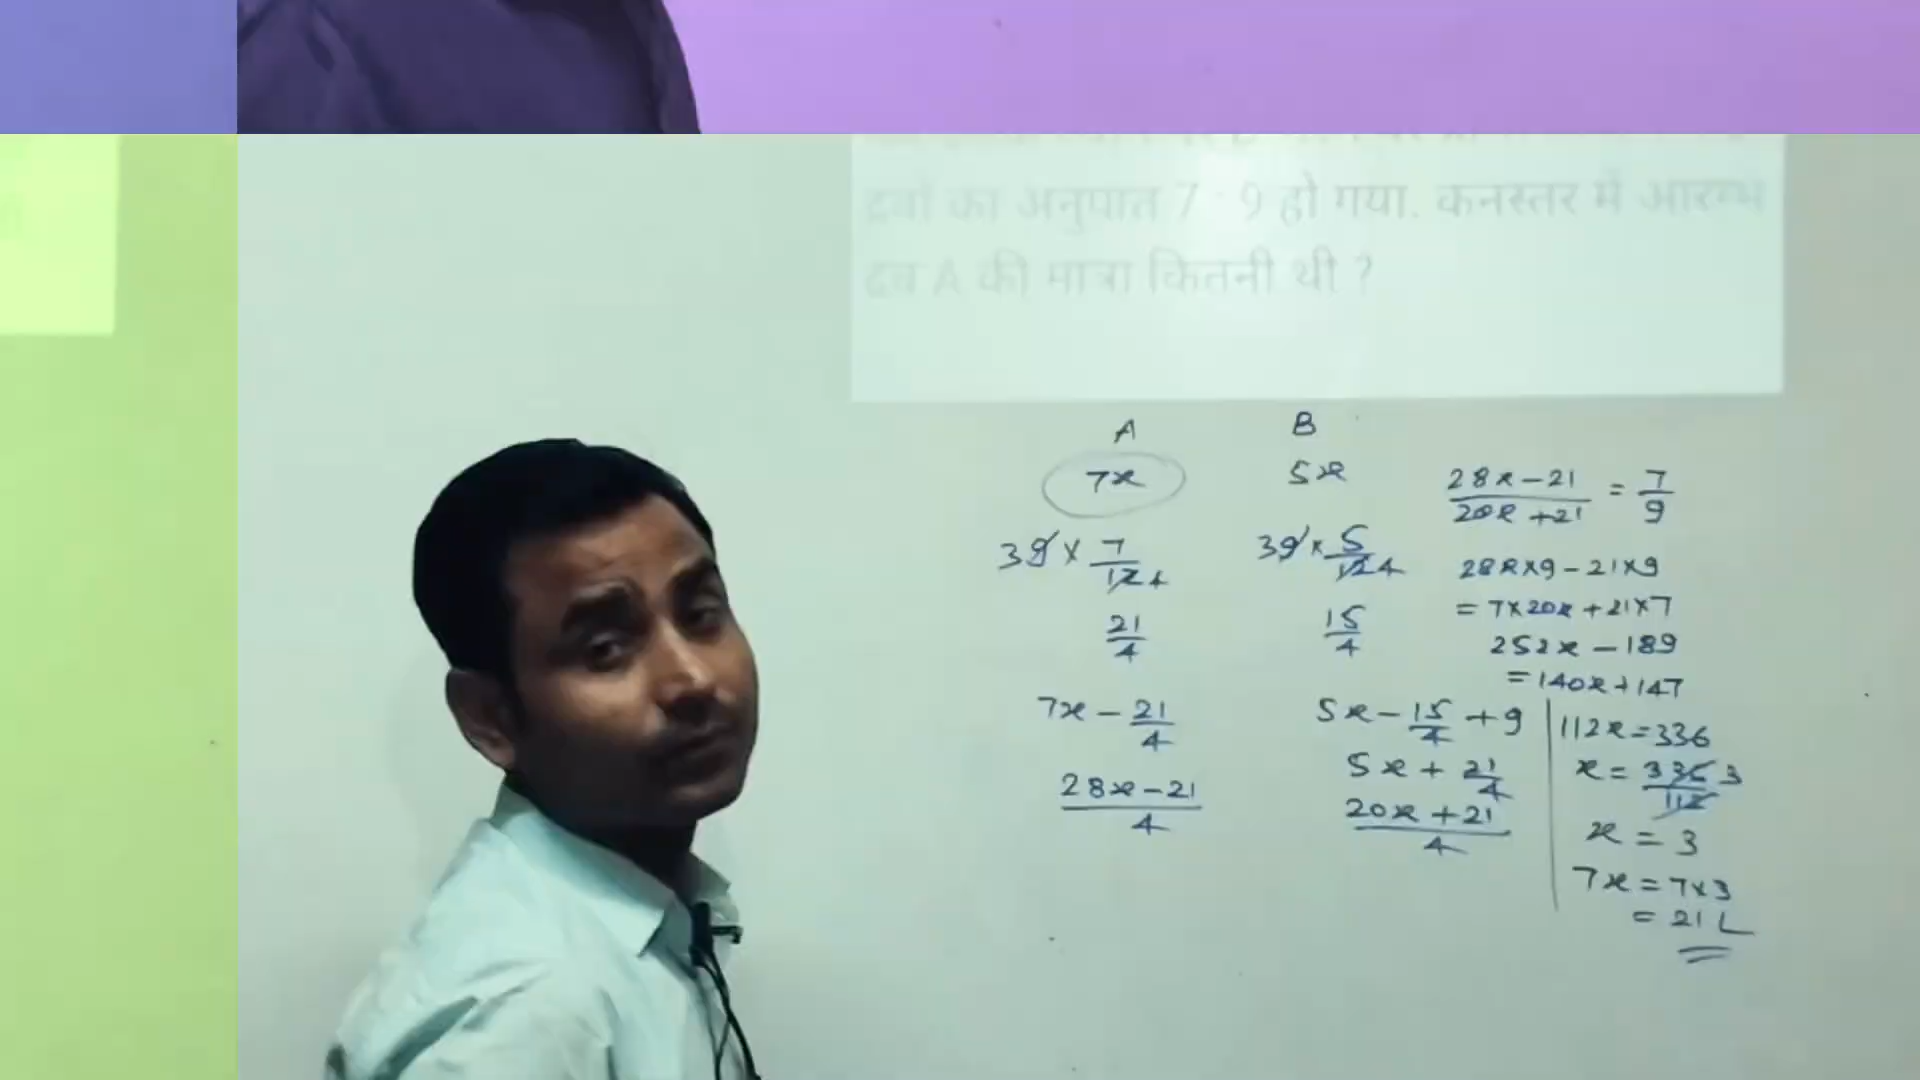 द्रवों का अनुपात 7 : 9 हो गया. कनस्तर में आरम्भ
द्रव A की मात्रा कितनी थी ?
A B
7x 5x
39 × 7/12 4
39 × 5/12 4
21/4 15/4
7x - 21/4
5x - 15/4 + 9
5x + 21/4
28x - 21/4
20x + 21/4
28x - 21/20x + 21 = 7/9
28x×9 - 21×9
= 7×20x + 21×7
252x - 189
= 140x + 147
112x = 336
x = 336/112 3
x = 3
7x = 7×3
= 21 L